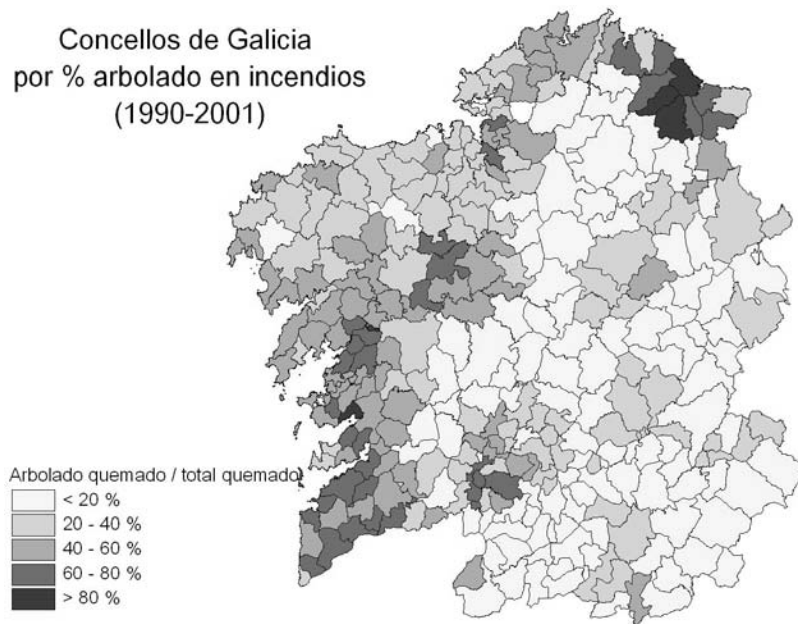 Concellos de Galicia
por % arbolado en incendios
(1990-2001)
Arbolado quemado / total quemado
< 20 %
20 - 40 %
40 - 60 %
60 - 80 %
> 80 %